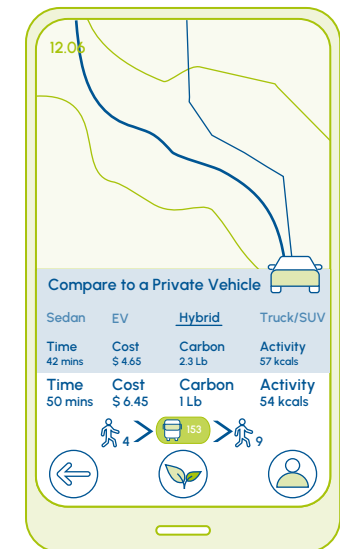 12.06
Compare to a Private Vehicle
Sedan EV Hybrid Truck/SUV
Time Cost Carbon Activity
42 mins $ 4.65 2.3 Lb 57 kcals
Time Cost Carbon Activity
50 mins $ 6.45 1 Lb 54 kcals
4 153 9